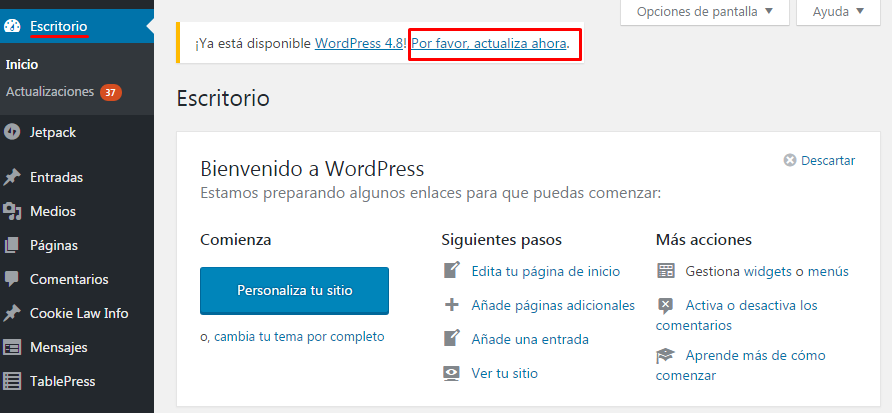 Escritorio
Inicio
Actualizaciones 37
Jetpack
Entradas
Medios
Páginas
Comentarios
Cookie Law Info
Mensajes
TablePress
Opciones de pantalla
Ayuda
¡Ya está disponible WordPress 4.8! Por favor, actualiza ahora.
Escritorio
Bienvenido a WordPress
Descartar
Estamos preparando algunos enlaces para que puedas comenzar:
Comienza
Personaliza tu sitio
o, cambia tu tema por completo
Siguientes pasos
Edita tu página de inicio
Añade páginas adicionales
Añade una entrada
Ver tu sitio
Más acciones
Gestiona widgets o menús
Activa o desactiva los
comentarios
Aprende más de cómo
comenzar